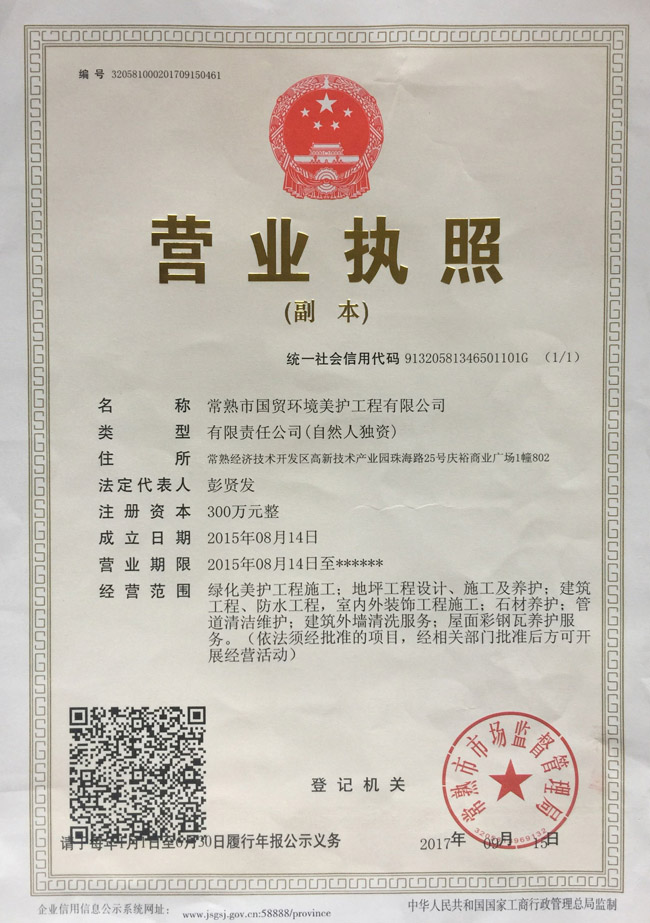 编号 320581000201709150461
营业执照
(副 本)
统一社会信用代码 91320581346501101G （1/1）
名 称 常熟市国贸环境美护工程有限公司
类 型 有限责任公司(自然人独资)
住 所 常熟经济技术开发区高新技术产业园珠海路25号庆裕商业广场1幢802
法定代表人 彭贤发
注册资本 300万元整
成立日期 2015年08月14日
营业期限 2015年08月14日至******
经营范围 绿化美护工程施工；地坪工程设计、施工及养护；建筑
工程、防水工程，室内外装饰工程施工；石材养护；管
道清洁维护；建筑外墙清洗服务；屋面彩钢瓦养护服
务。（依法须经批准的项目，经相关部门批准后方可开
展经营活动）
常熟市市场监督管理局
登记机关
请于每年1月1日至6月30日履行年报公示义务
2017年 09月 15日
企业信用信息公示系统网址： www.jsgsj.gov.cn:58888/province
中华人民共和国国家工商行政管理总局监制